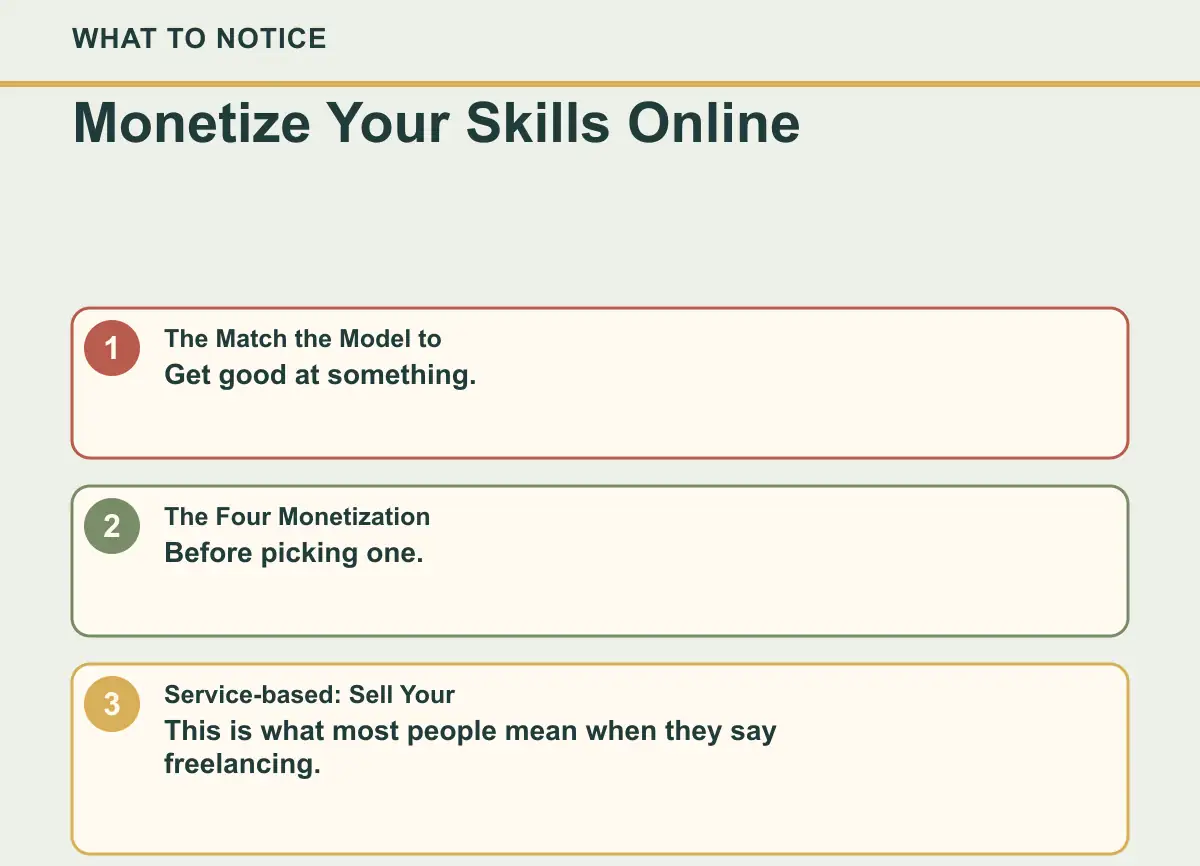 WHAT TO NOTICE
Monetize Your Skills Online
1
The Match the Model to
Get good at something.
2
The Four Monetization
Before picking one.
3
Service-based: Sell Your
This is what most people mean when they say
freelancing.